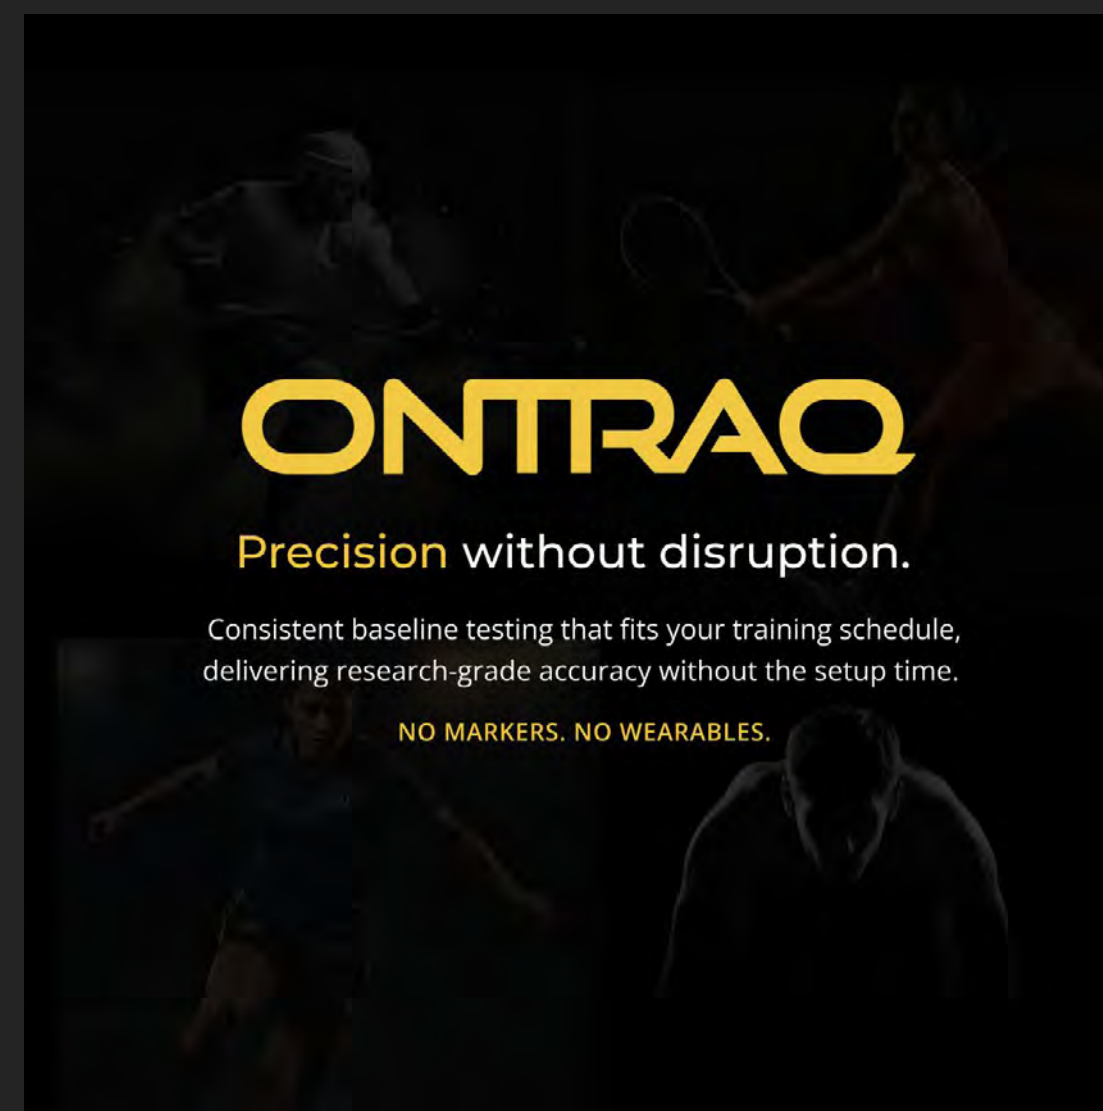 ONTRAQ
Precision without disruption.
Consistent baseline testing that fits your training schedule,
delivering research-grade accuracy without the setup time.
NO MARKERS. NO WEARABLES.